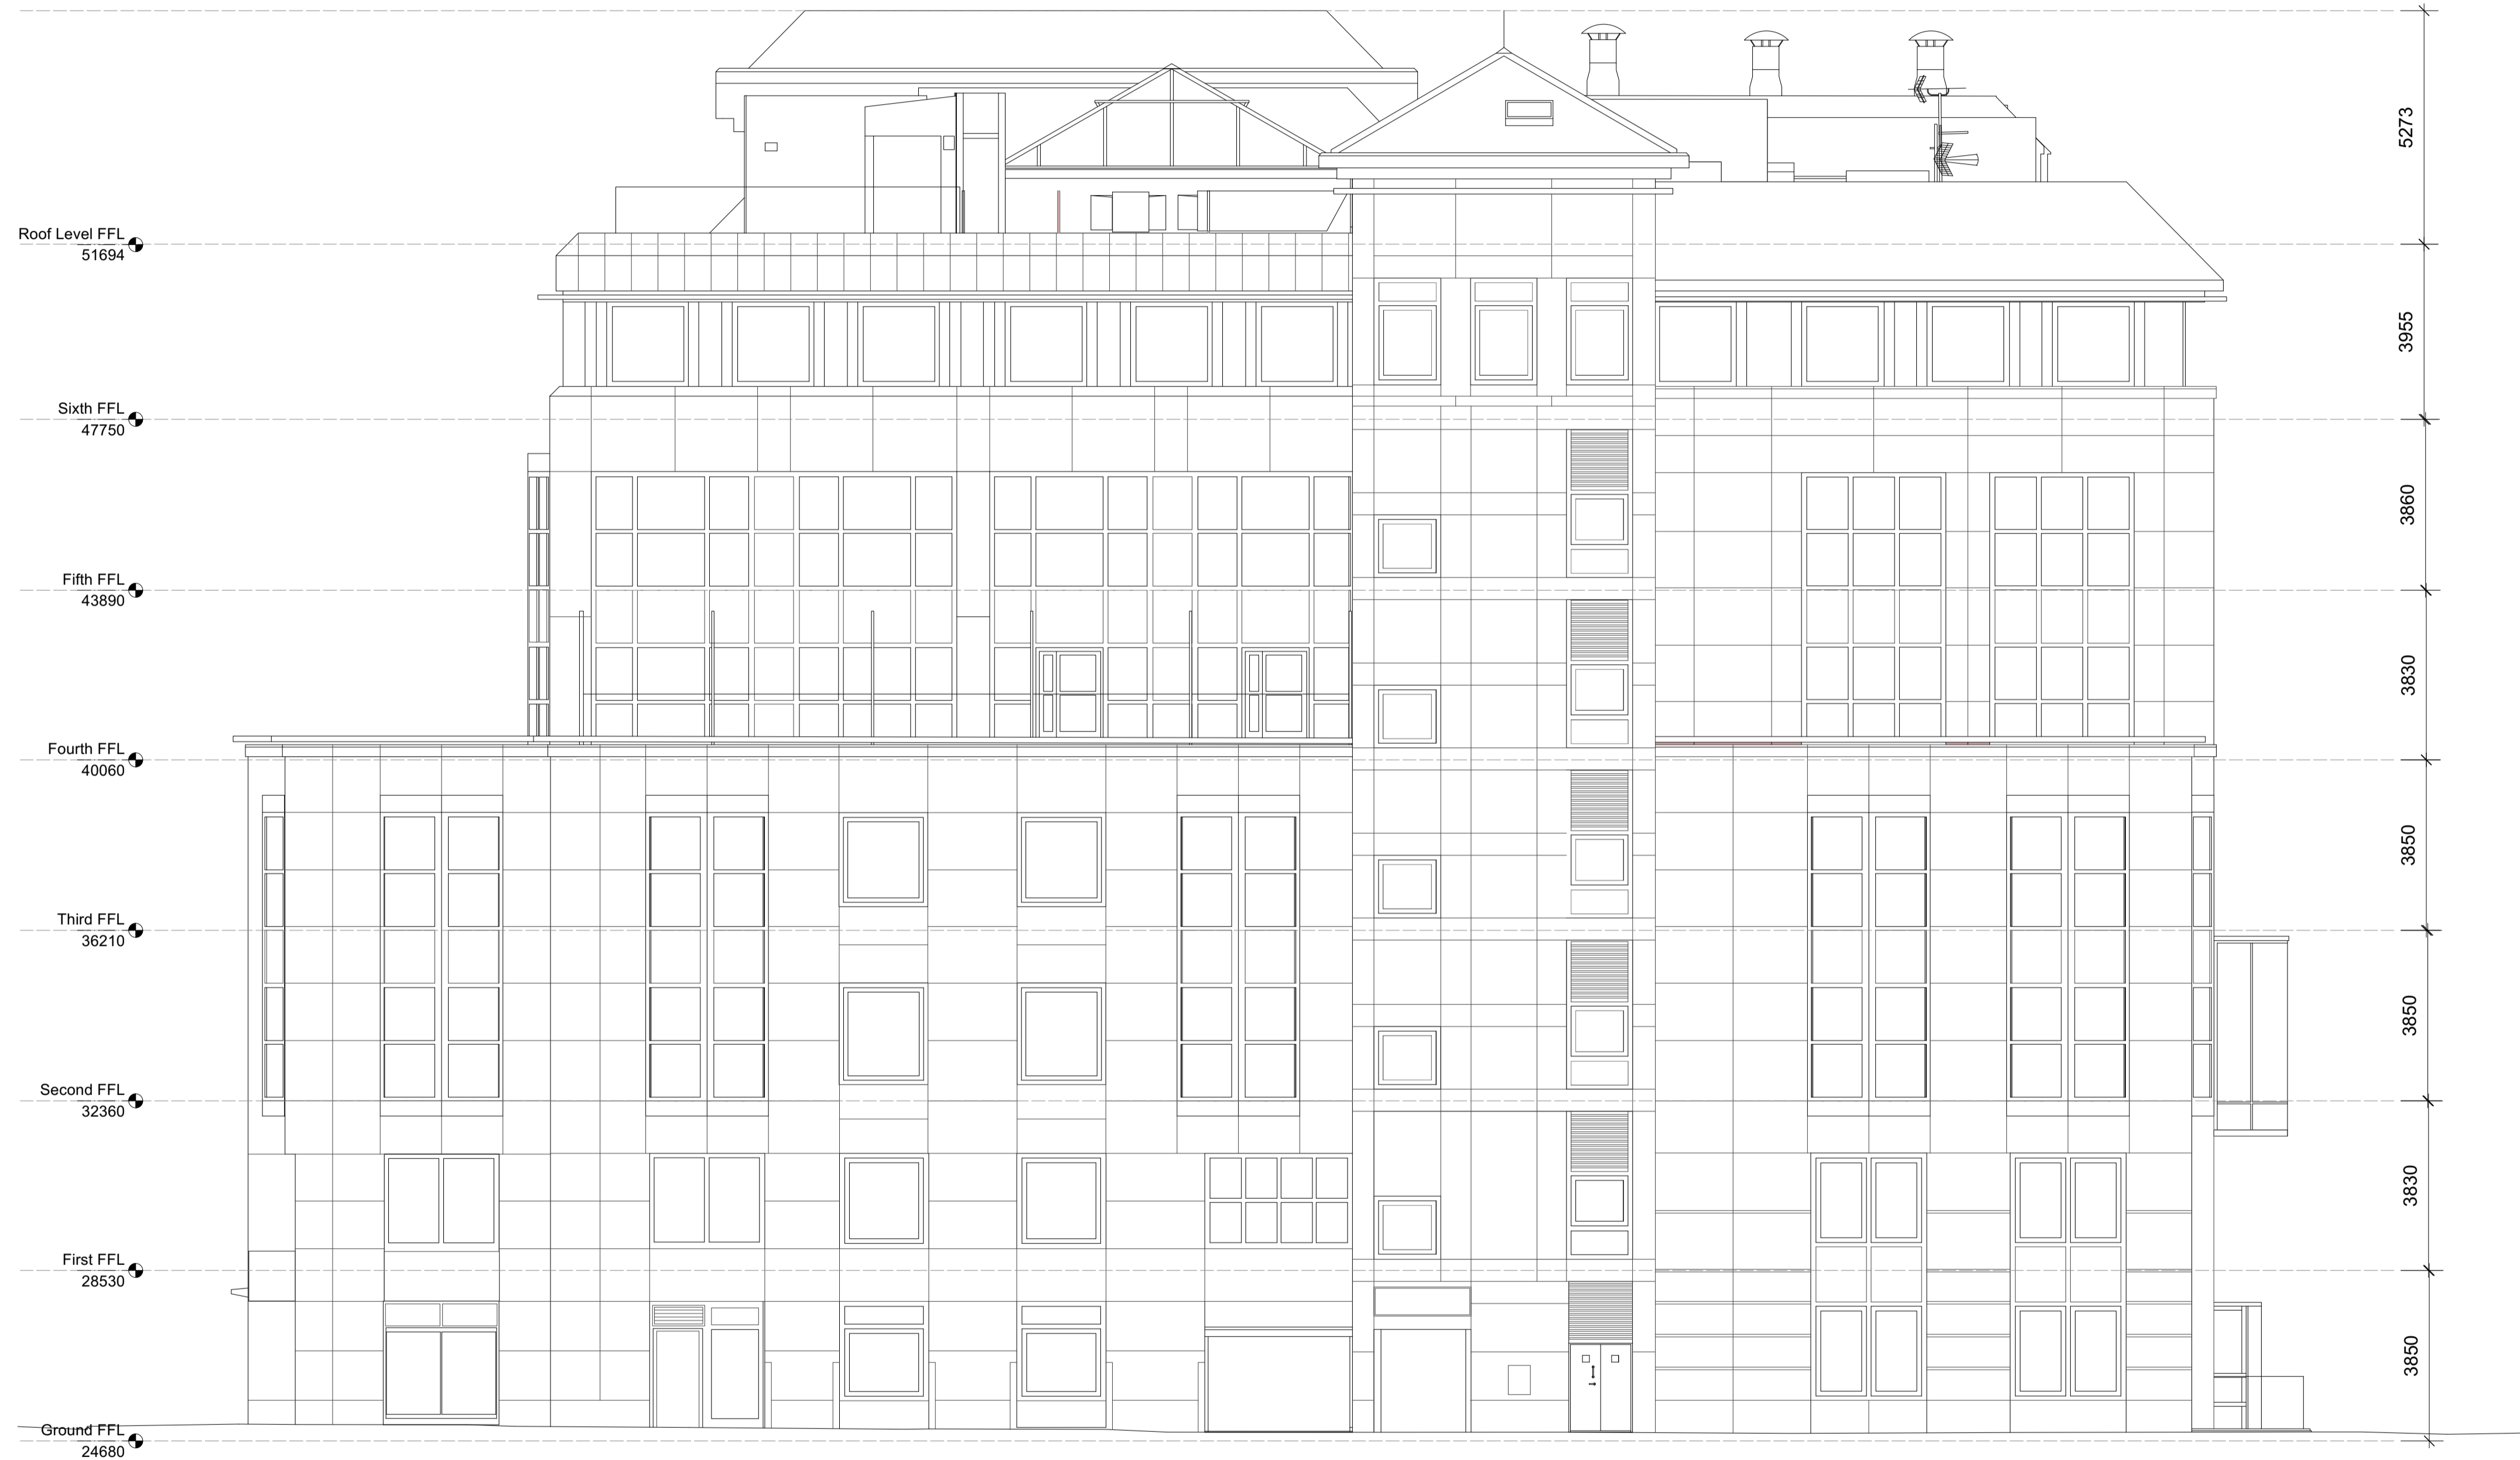 5273
Roof Level FFL
51694
3955
Sixth FFL
47750
3860
Fifth FFL
43890
3830
Fourth FFL
40060
3850
Third FFL
36210
3850
Second FFL
32360
3830
First FFL
28530
3850
Ground FFL
24680